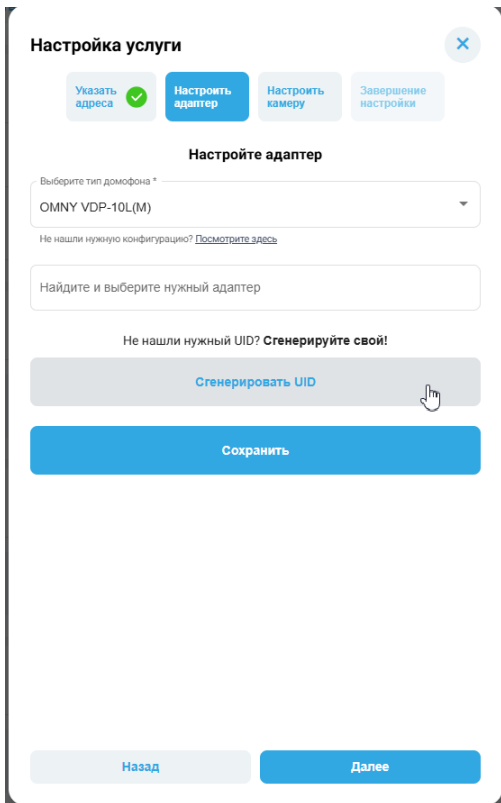 Настройка услуги
Указать
адреса
Настроить
адаптер
Настроить
камеру
Завершение
настройки
Настройте адаптер
Выберите тип домофона *
OMNY VDP-10L(M)
Не нашли нужную конфигурацию? Посмотрите здесь
Найдите и выберите нужный адаптер
Не нашли нужный UID? Сгенерируйте свой!
Сгенерировать UID
Сохранить
Назад
Далее